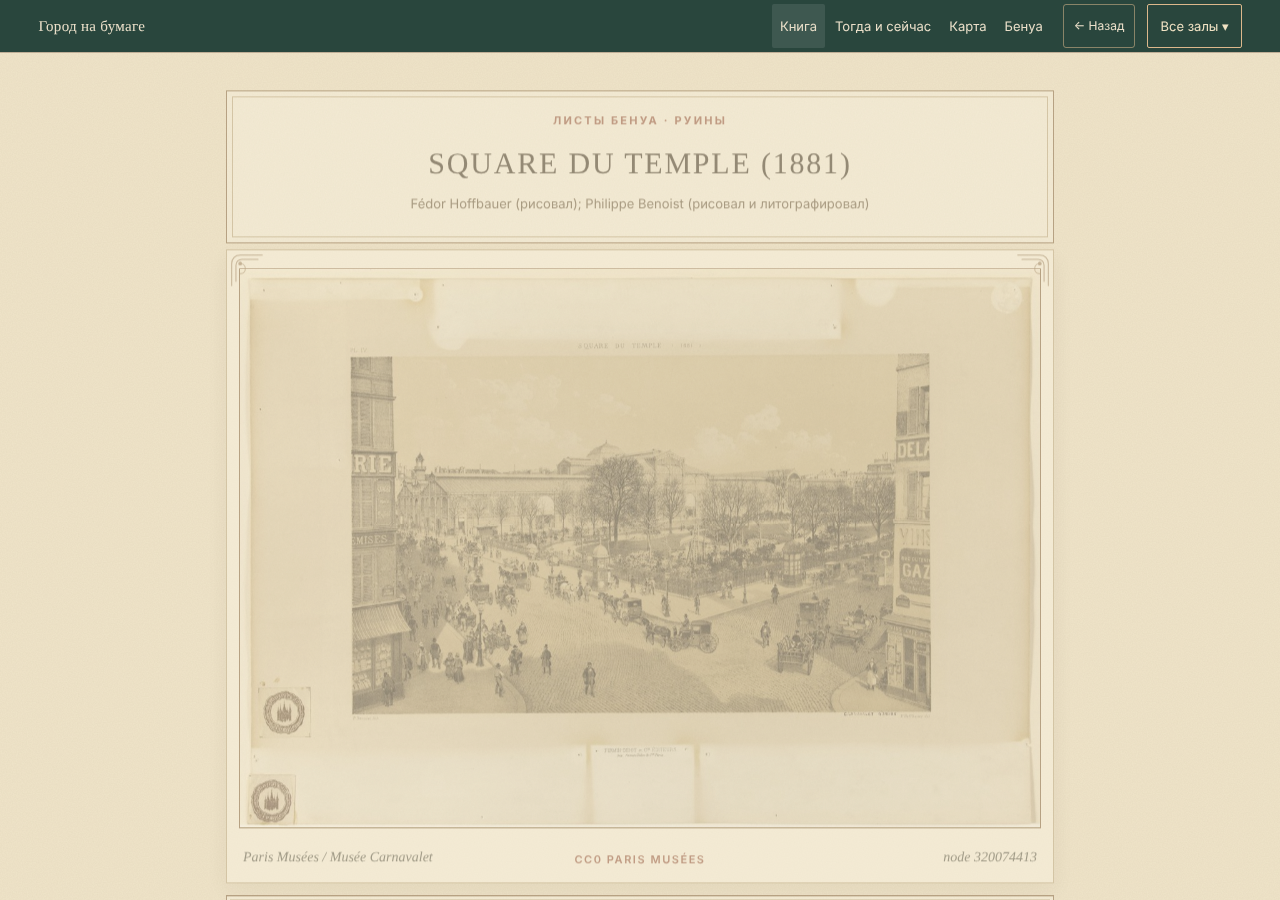 Город на бумаге
Книга Тогда и сейчас Карта Бенуа ← Назад Все залы ▾
ЛИСТЫ БЕНУА · РУИНЫ
SQUARE DU TEMPLE (1881)
Fédor Hoffbauer (рисовал); Philippe Benoist (рисовал и литографировал)
SQUARE DU TEMPLE (1881)
RIE
DELA
EMISES
VINS
GAZ
Paris Musées / Musée Carnavalet
CC0 PARIS MUSÉES
node 320074413